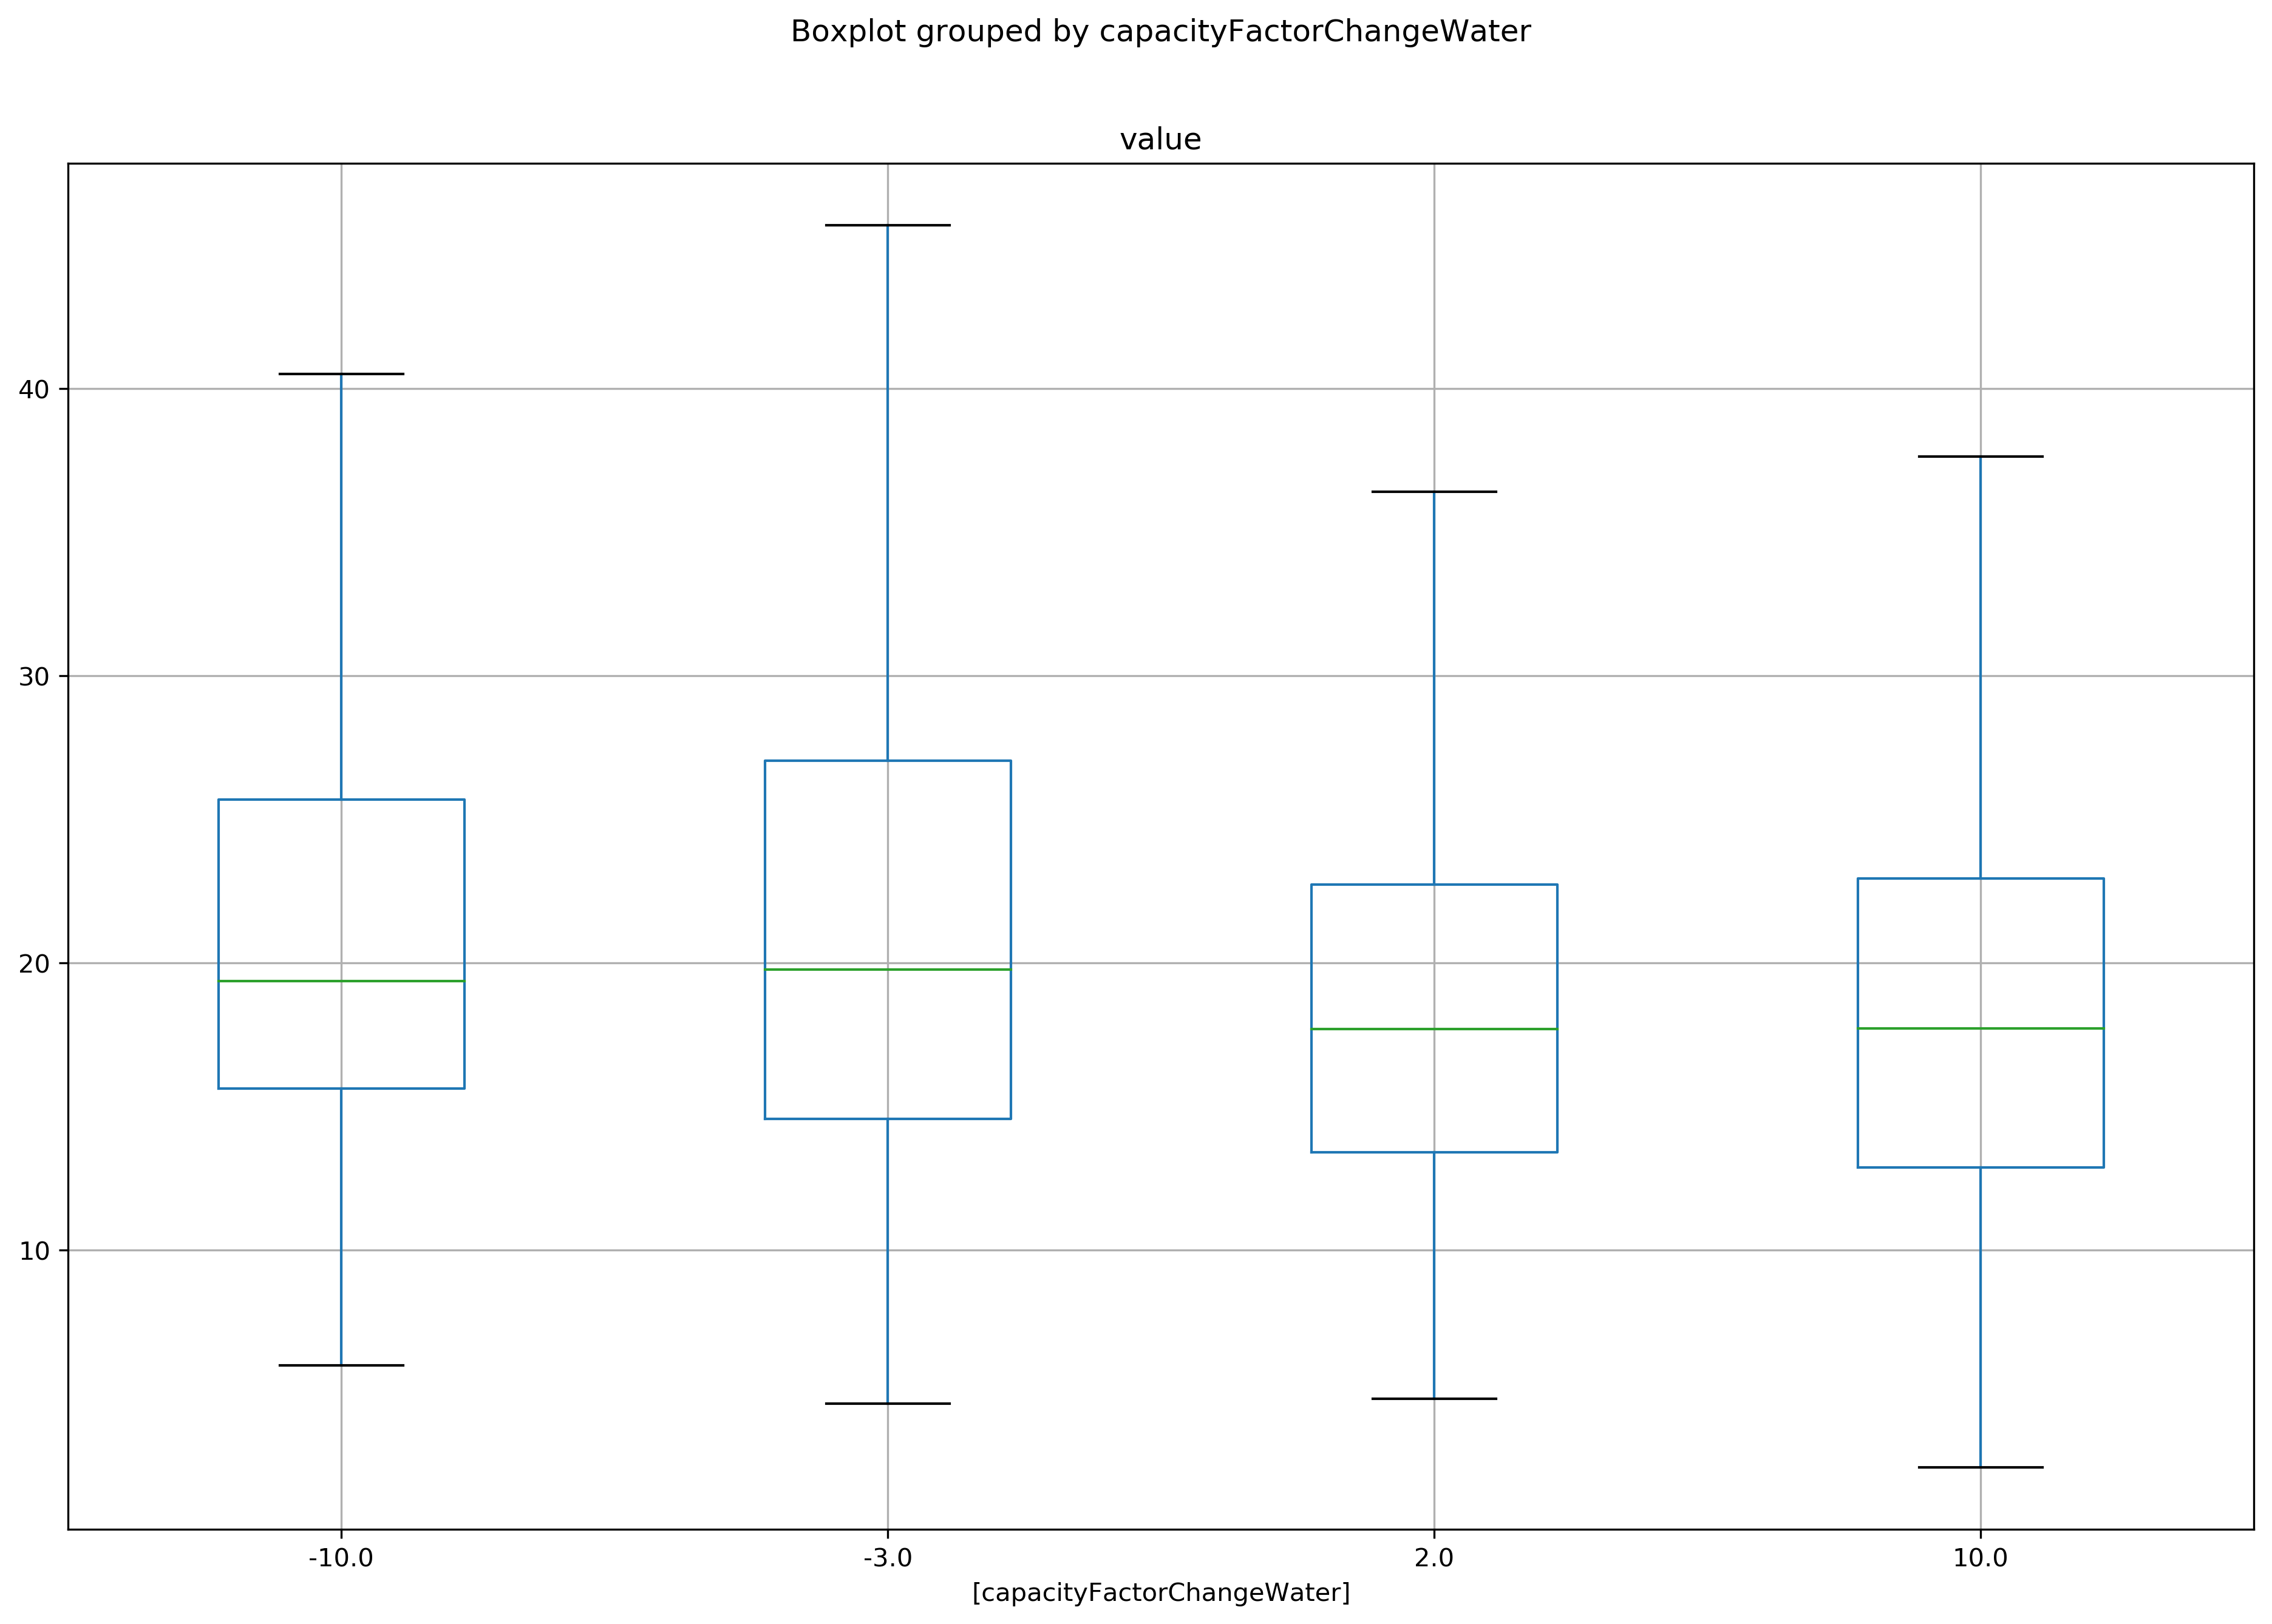 Boxplot grouped by capacityFactorChangeWater
value
40
30
20
10
-10.0 -3.0 2.0 10.0
[capacityFactorChangeWater]